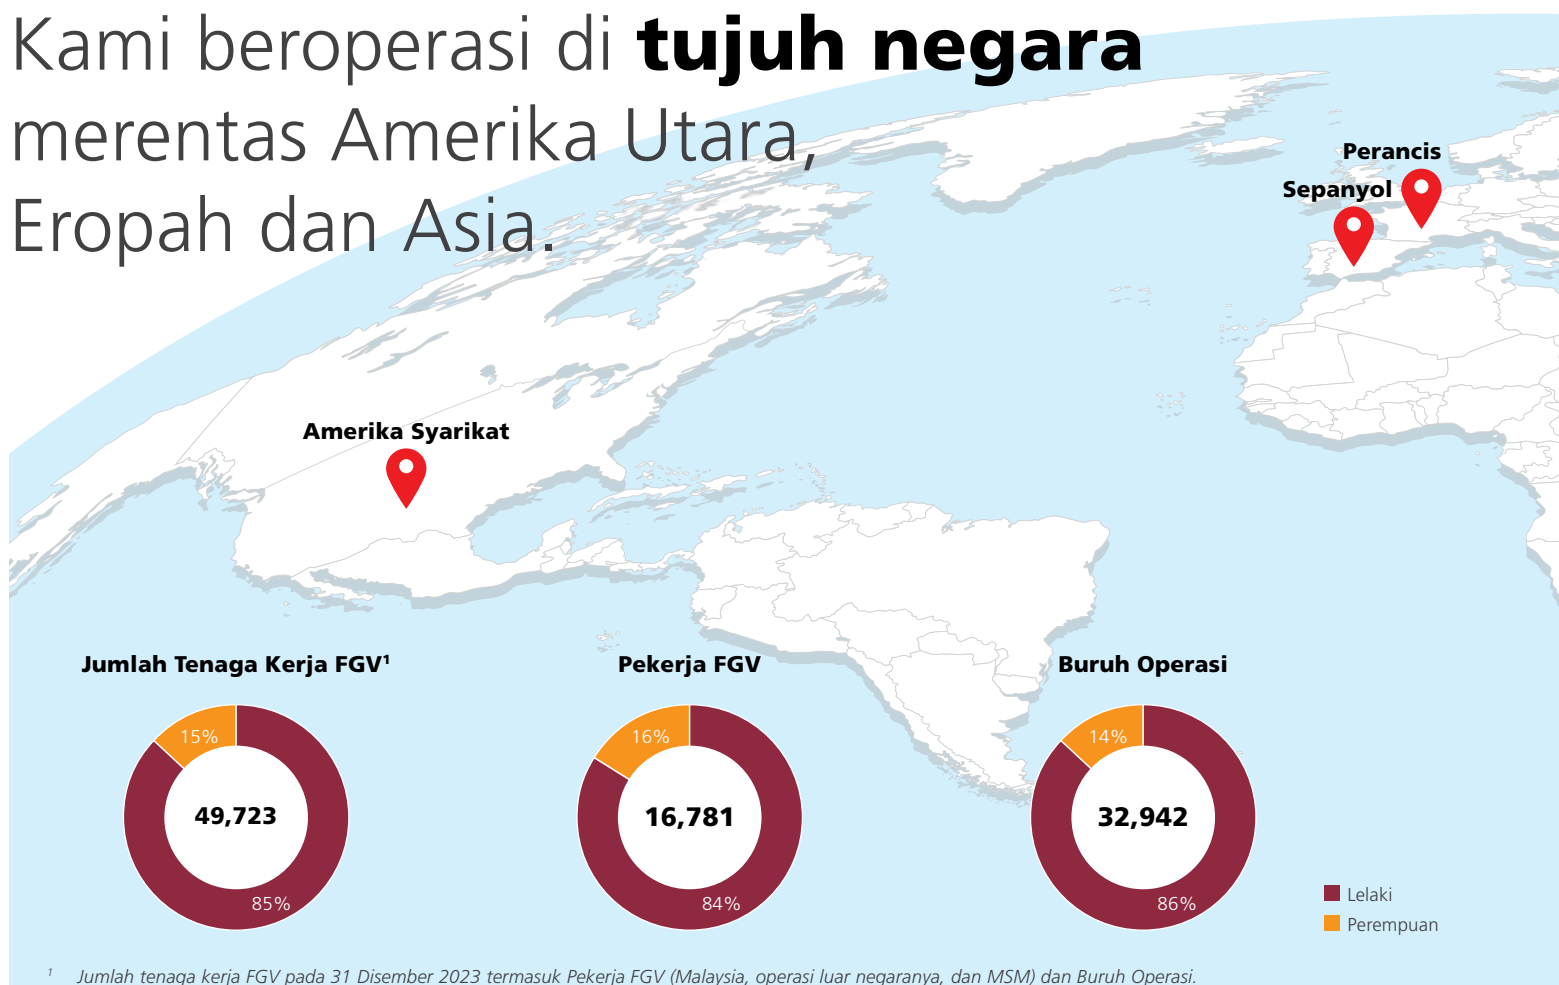 Kami beroperasi di tujuh negara
merentas Amerika Utara,
Eropah dan Asia.
Perancis
Sepanyol
Amerika Syarikat
Jumlah Tenaga Kerja FGV¹
15%
49,723
85%
Pekerja FGV
16%
16,781
84%
Buruh Operasi
14%
32,942
86%
Lelaki
Perempuan
¹ Jumlah tenaga kerja FGV pada 31 Disember 2023 termasuk Pekerja FGV (Malaysia, operasi luar negaranya, dan MSM) dan Buruh Operasi.